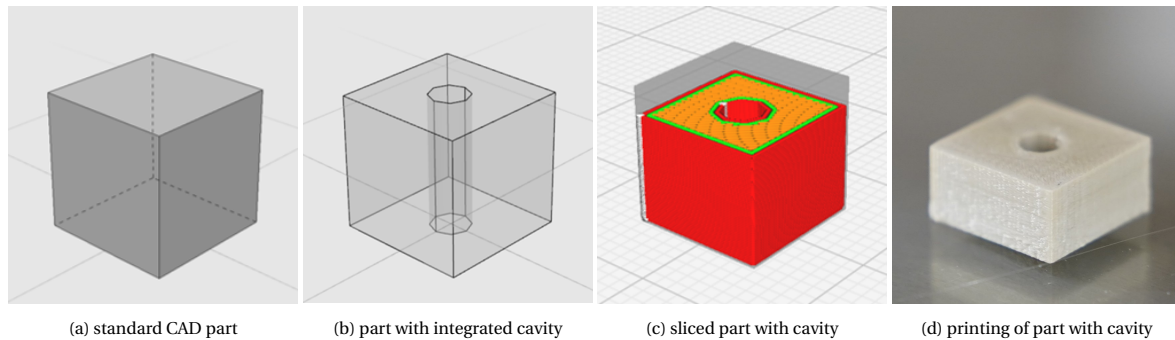 (a) standard CAD part
(b) part with integrated cavity
(c) sliced part with cavity
(d) printing of part with cavity